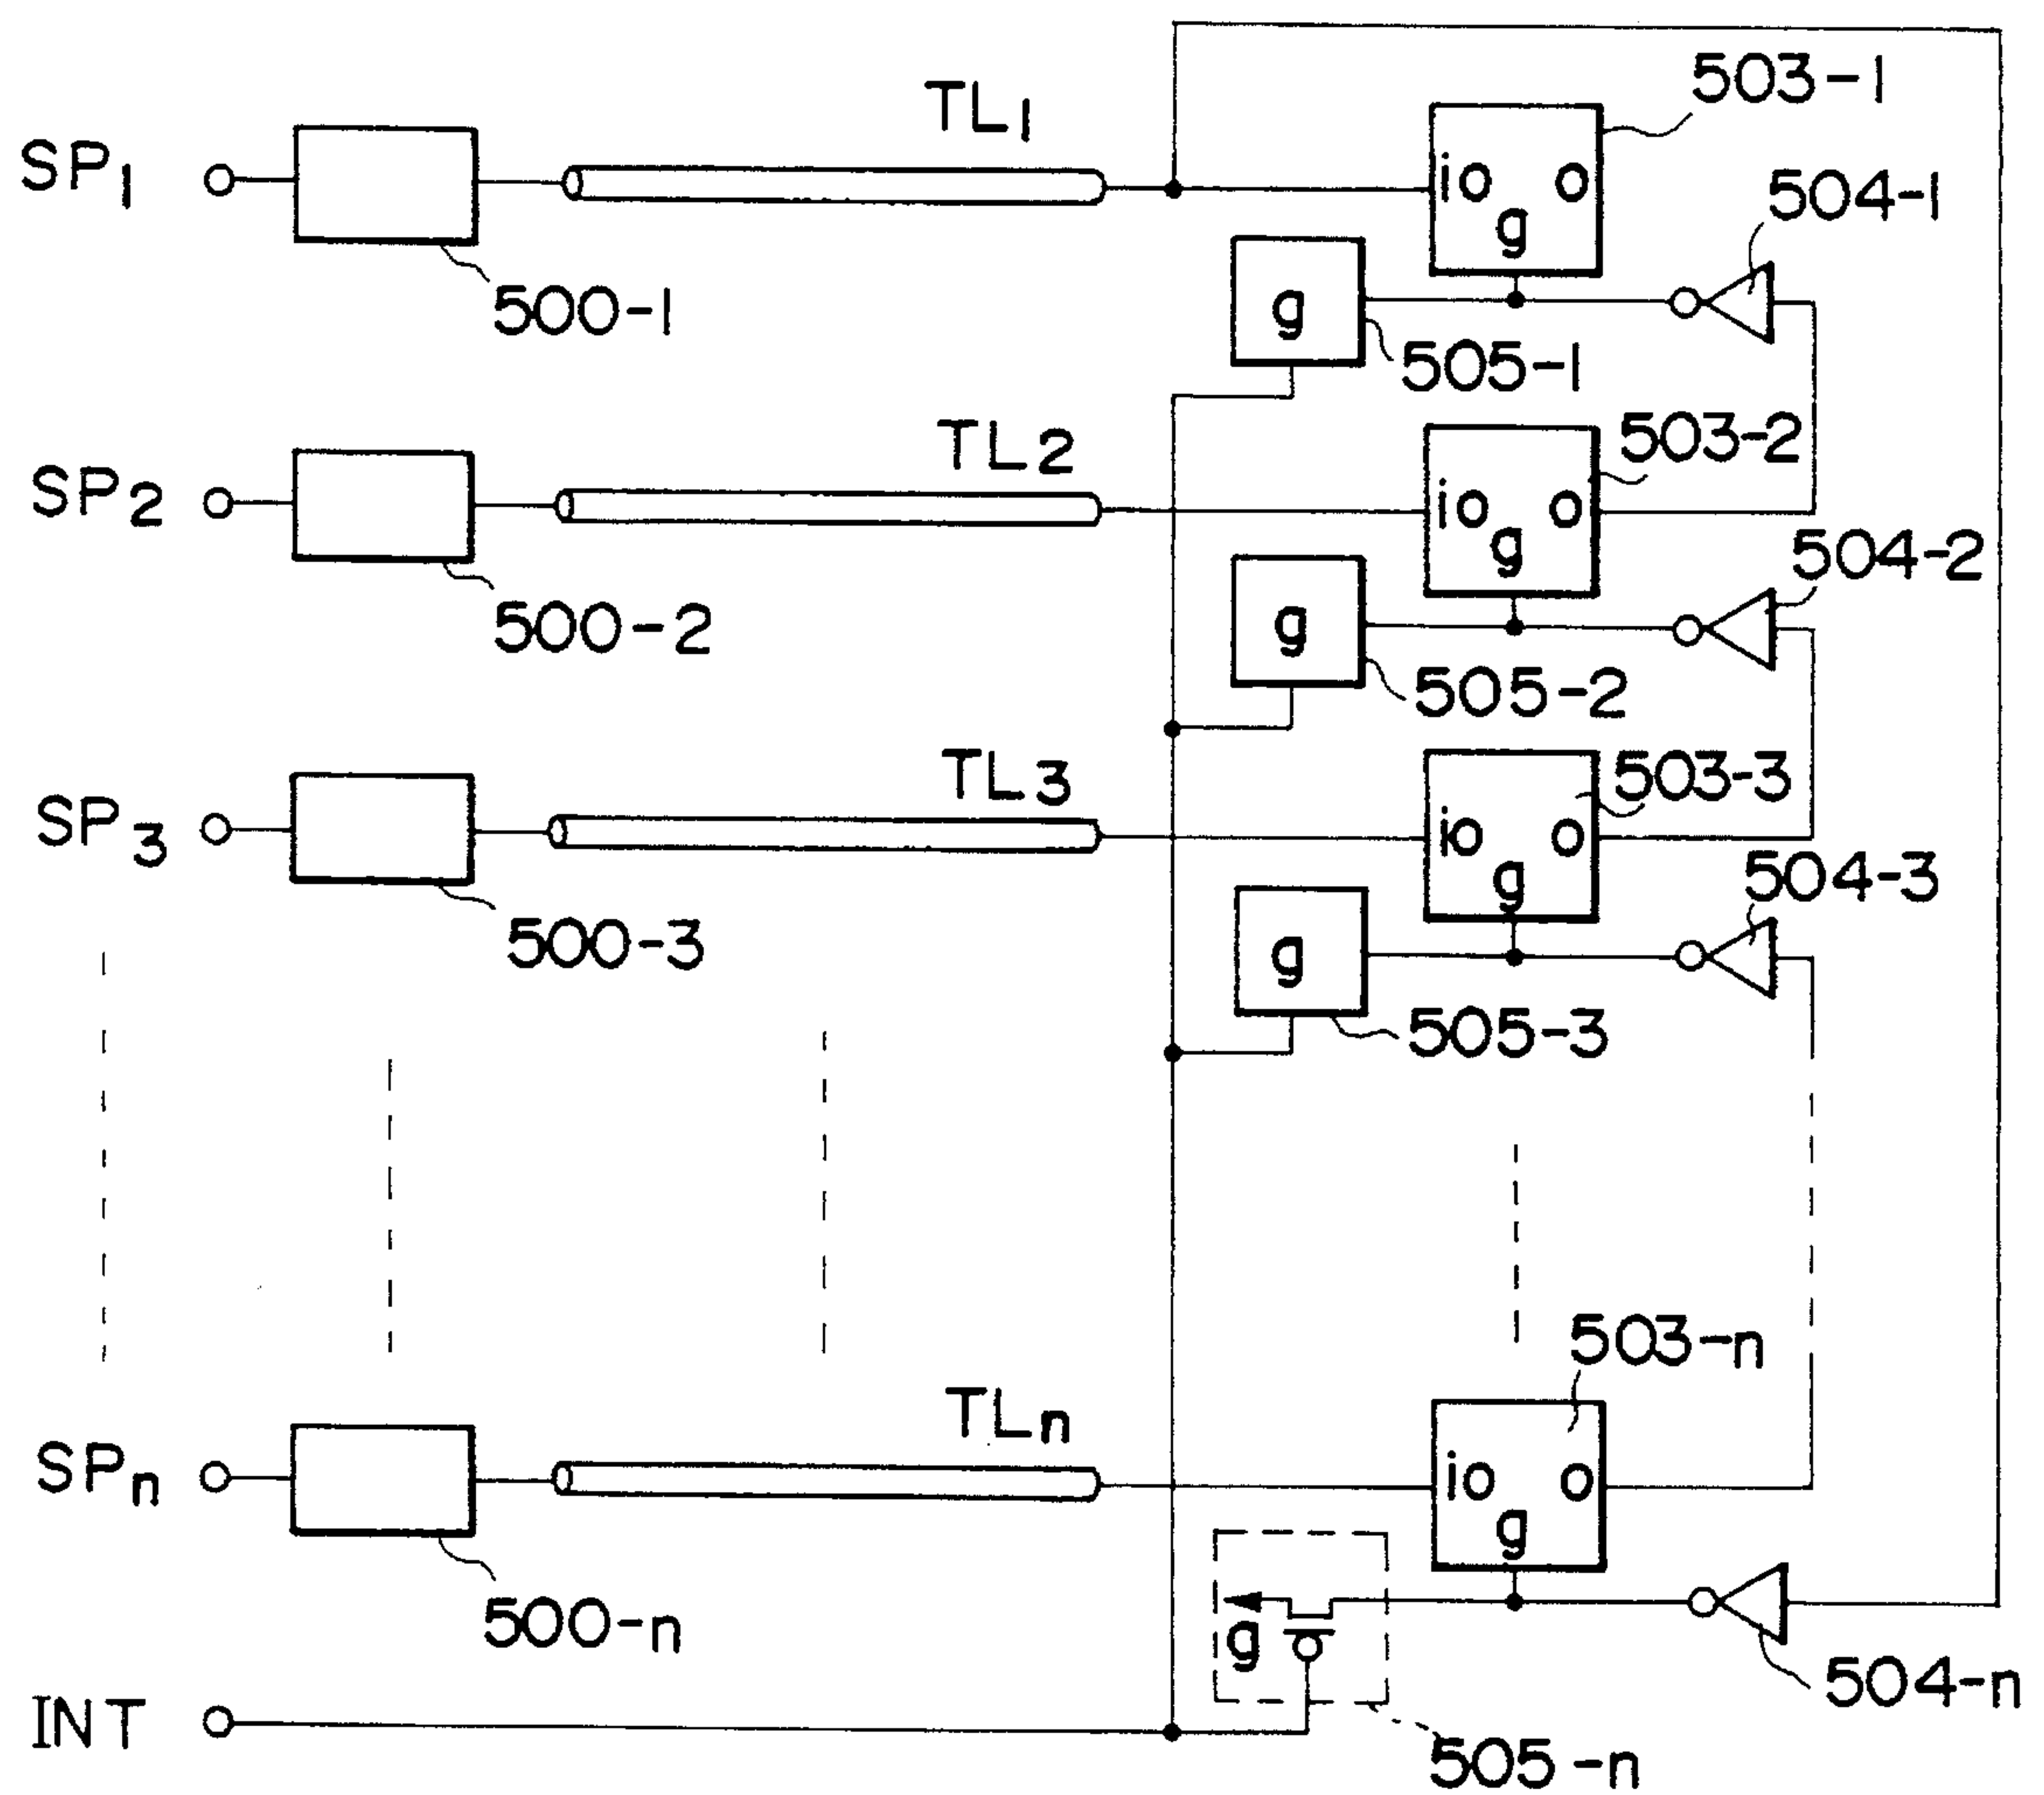 503-1
TL1
SP1
io o
g
504-1
500-1
g
505-1
TL2
503-2
SP2
io o
g
504-2
500-2
g
505-2
TL3
503-3
SP3
io o
g
504-3
500-3
g
505-3
503-n
TLn
SPn
io o
g
500-n
g
504-n
INT
505-n